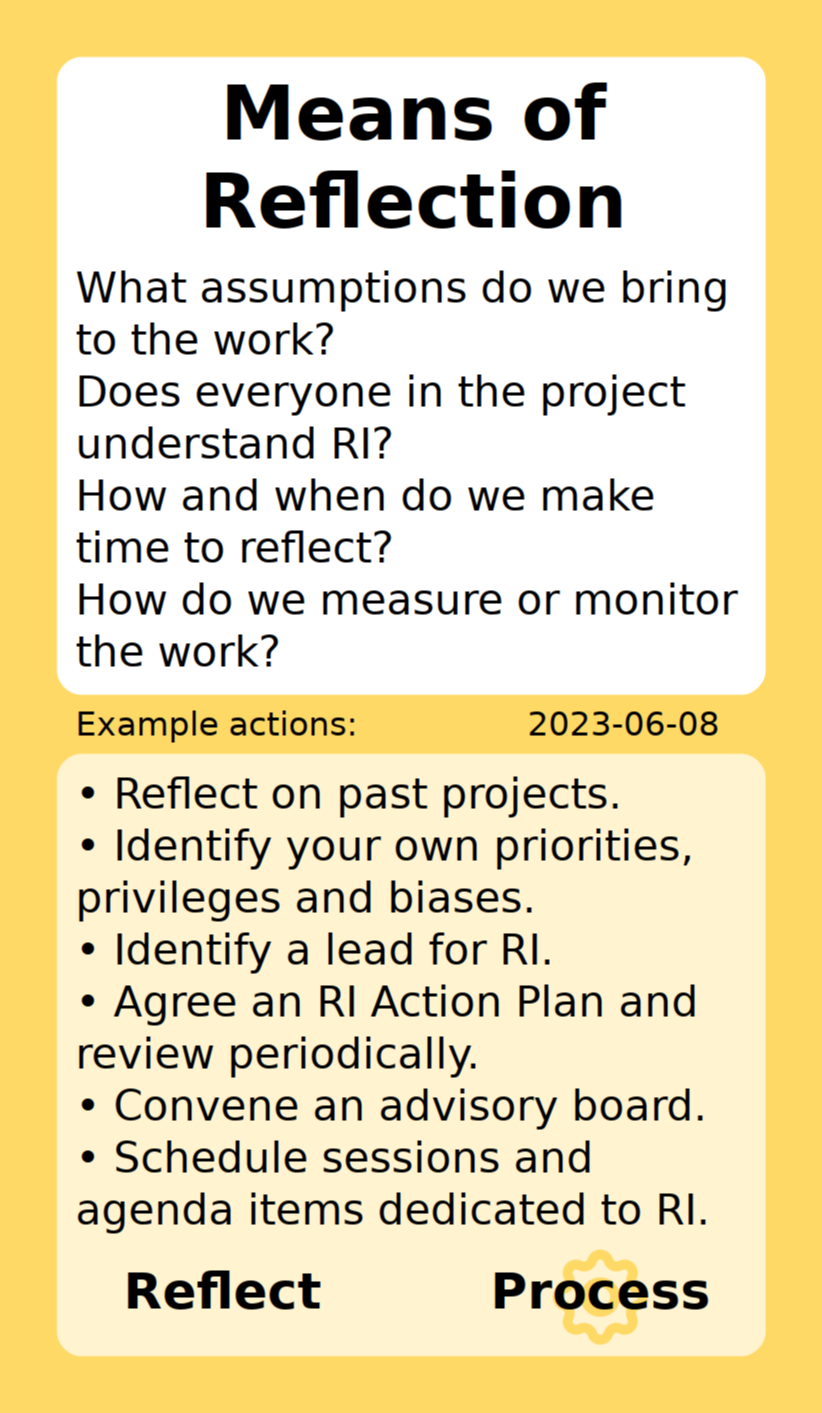 Means of
Reflection
What assumptions do we bring
to the work?
Does everyone in the project
understand RI?
How and when do we make
time to reflect?
How do we measure or monitor
the work?
Example actions: 2023-06-08
• Reflect on past projects.
• Identify your own priorities,
privileges and biases.
• Identify a lead for RI.
• Agree an RI Action Plan and
review periodically.
• Convene an advisory board.
• Schedule sessions and
agenda items dedicated to RI.
Reflect Process